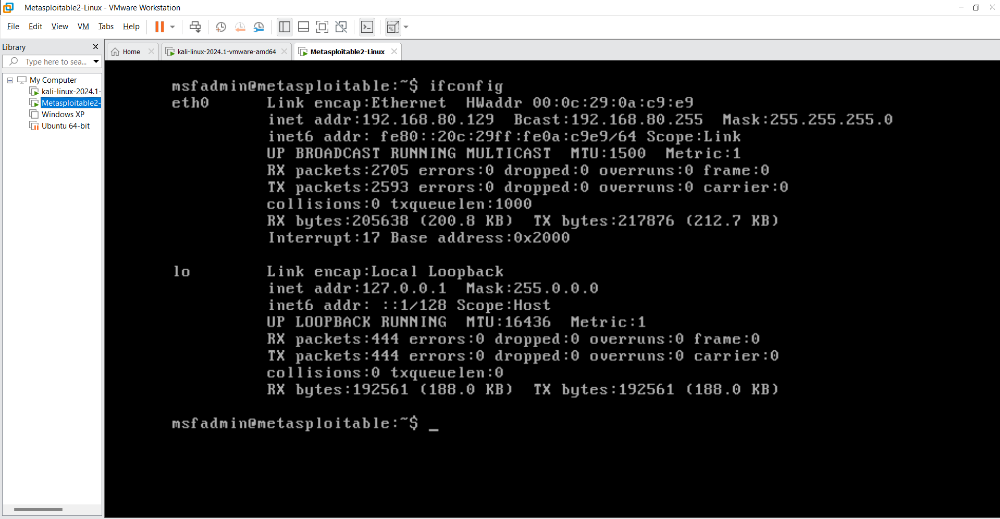 Metasploitable2-Linux - VMware Workstation
File Edit View VM Tabs Help
Library
Type here to sea...
My Computer
kali-linux-2024.1-
Metasploitable2-
Windows XP
Ubuntu 64-bit
Home kali-linux-2024.1-vmware-amd64 Metasploitable2-Linux
msfadmin@metasploitable:~$ ifconfig
eth0 Link encap:Ethernet HWaddr 00:0c:29:0a:c9:e9
inet addr:192.168.80.129 Bcast:192.168.80.255 Mask:255.255.255.0
inet6 addr: fe80::20c:29ff:fe0a:c9e9/64 Scope:Link
UP BROADCAST RUNNING MULTICAST MTU:1500 Metric:1
RX packets:2705 errors:0 dropped:0 overruns:0 frame:0
TX packets:2593 errors:0 dropped:0 overruns:0 carrier:0
collisions:0 txqueuelen:1000
RX bytes:205638 (200.8 KB) TX bytes:217876 (212.7 KB)
Interrupt:17 Base address:0x2000
lo Link encap:Local Loopback
inet addr:127.0.0.1 Mask:255.0.0.0
inet6 addr: ::1/128 Scope:Host
UP LOOPBACK RUNNING MTU:16436 Metric:1
RX packets:444 errors:0 dropped:0 overruns:0 frame:0
TX packets:444 errors:0 dropped:0 overruns:0 carrier:0
collisions:0 txqueuelen:0
RX bytes:192561 (188.0 KB) TX bytes:192561 (188.0 KB)
msfadmin@metasploitable:~$ _